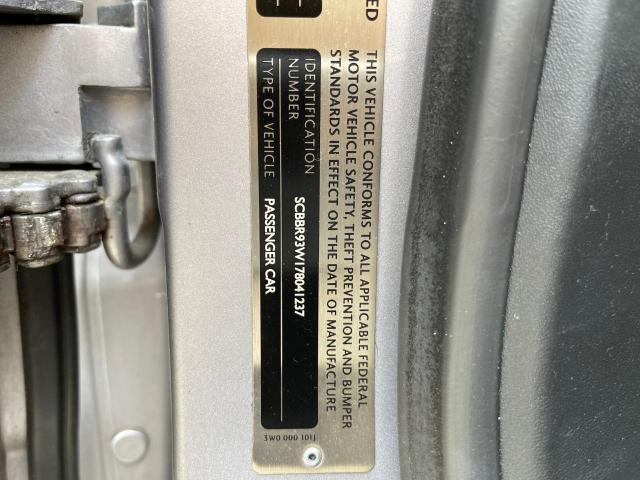 ED
THIS VEHICLE CONFORMS TO ALL APPLICABLE FEDERAL
MOTOR VEHICLE SAFETY, THEFT PREVENTION AND BUMPER
STANDARDS IN EFFECT ON THE DATE OF MANUFACTURE
IDENTIFICATION
NUMBER SCBBR93W178041237
TYPE OF VEHICLE PASSENGER CAR
3W0 000 101J